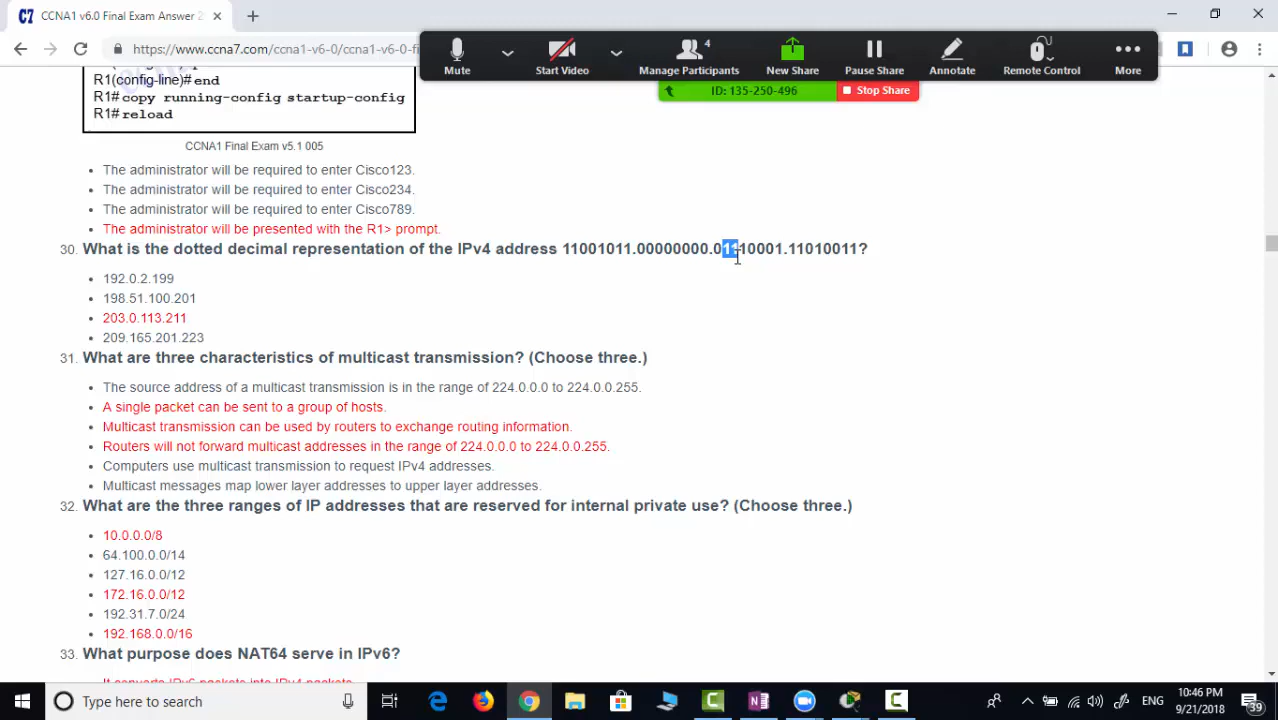 C7 CCNA1 v6.0 Final Exam Answer 2
https://www.ccna7.com/ccna1-v6-0/ccna1-v6-0-f
Mute
Start Video
4
Manage Participants
New Share
Pause Share
Annotate
Remote Control
More
ID: 135-250-496
Stop Share
R1(config-line)# end
R1# copy running-config startup-config
R1# reload
CCNA1 Final Exam v5.1 005
The administrator will be required to enter Cisco123.
The administrator will be required to enter Cisco234.
The administrator will be required to enter Cisco789.
The administrator will be presented with the R1> prompt.
30. What is the dotted decimal representation of the IPv4 address 11001011.00000000.01110001.11010011?
192.0.2.199
198.51.100.201
203.0.113.211
209.165.201.223
31. What are three characteristics of multicast transmission? (Choose three.)
The source address of a multicast transmission is in the range of 224.0.0.0 to 224.0.0.255.
A single packet can be sent to a group of hosts.
Multicast transmission can be used by routers to exchange routing information.
Routers will not forward multicast addresses in the range of 224.0.0.0 to 224.0.0.255.
Computers use multicast transmission to request IPv4 addresses.
Multicast messages map lower layer addresses to upper layer addresses.
32. What are the three ranges of IP addresses that are reserved for internal private use? (Choose three.)
10.0.0.0/8
64.100.0.0/14
127.16.0.0/12
172.16.0.0/12
192.31.7.0/24
192.168.0.0/16
33. What purpose does NAT64 serve in IPv6?
It converts IPv6 packets into IPv4 packets.
Type here to search
ENG
10:46 PM
9/21/2018
39